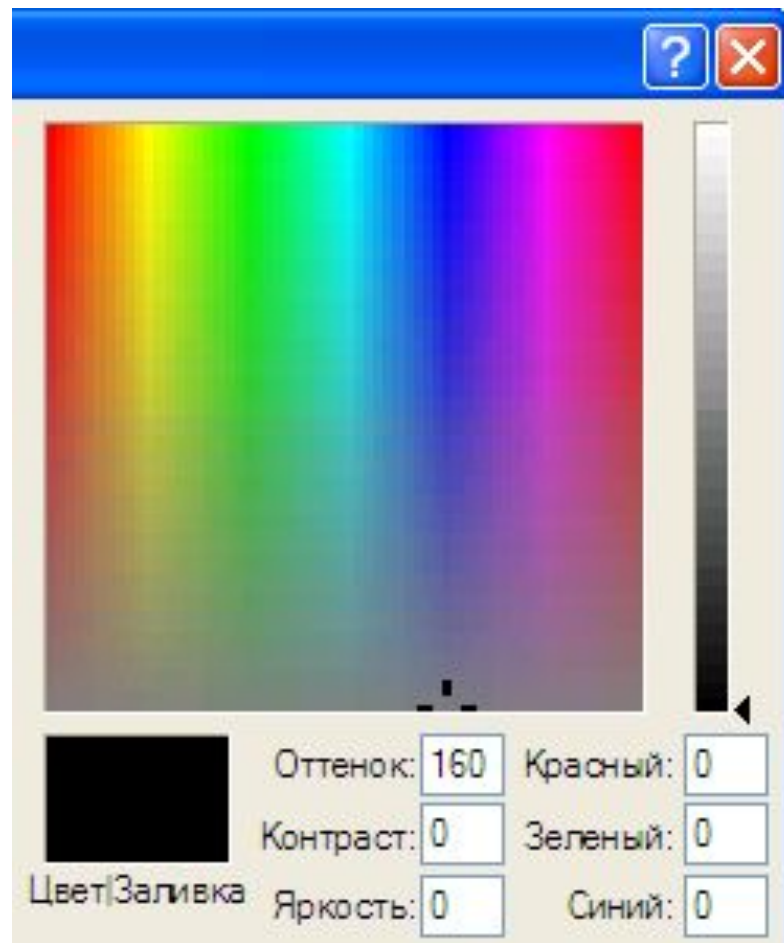 ?
Оттенок: 160 Красный: 0
Контраст: 0 Зеленый: 0
Цвет|Заливка Яркость: 0 Синий: 0